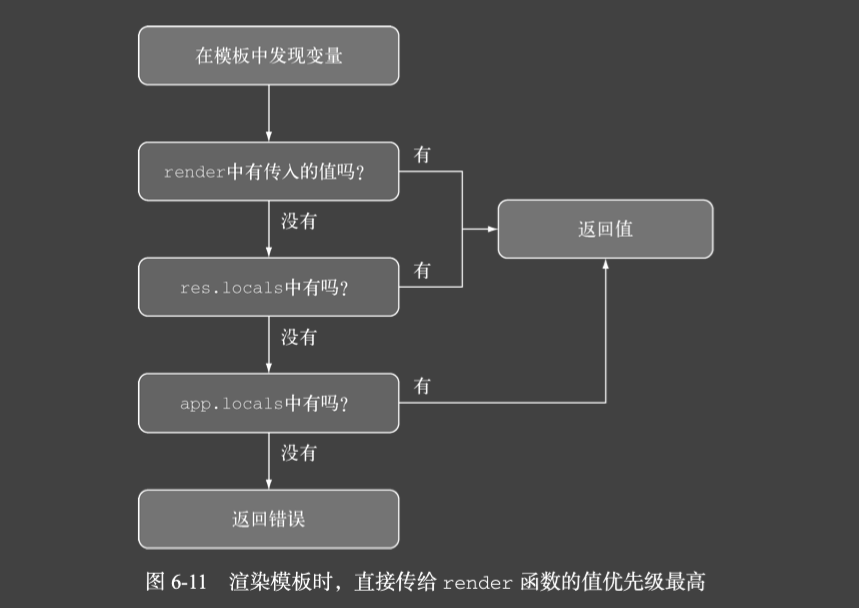 在模板中发现变量
有
render中有传入的值吗?
没有
返回值
有
res.locals中有吗?
没有
有
app.locals中有吗?
没有
返回错误
图 6-11 渲染模板时，直接传给 render 函数的值优先级最高